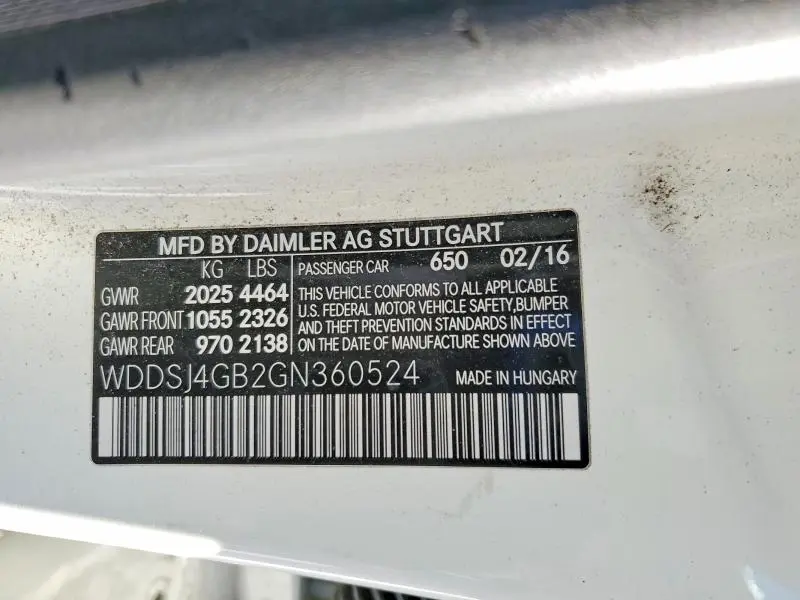 MFD BY DAIMLER AG STUTTGART
KG LBS
GVWR 2025 4464
GAWR FRONT 1055 2326
GAWR REAR 970 2138
PASSENGER CAR 650 02/16
THIS VEHICLE CONFORMS TO ALL APPLICABLE
U.S. FEDERAL MOTOR VEHICLE SAFETY,BUMPER
AND THEFT PREVENTION STANDARDS IN EFFECT
ON THE DATE OF MANUFACTURE SHOWN ABOVE
WDDSJ4GB2GN360524 MADE IN HUNGARY